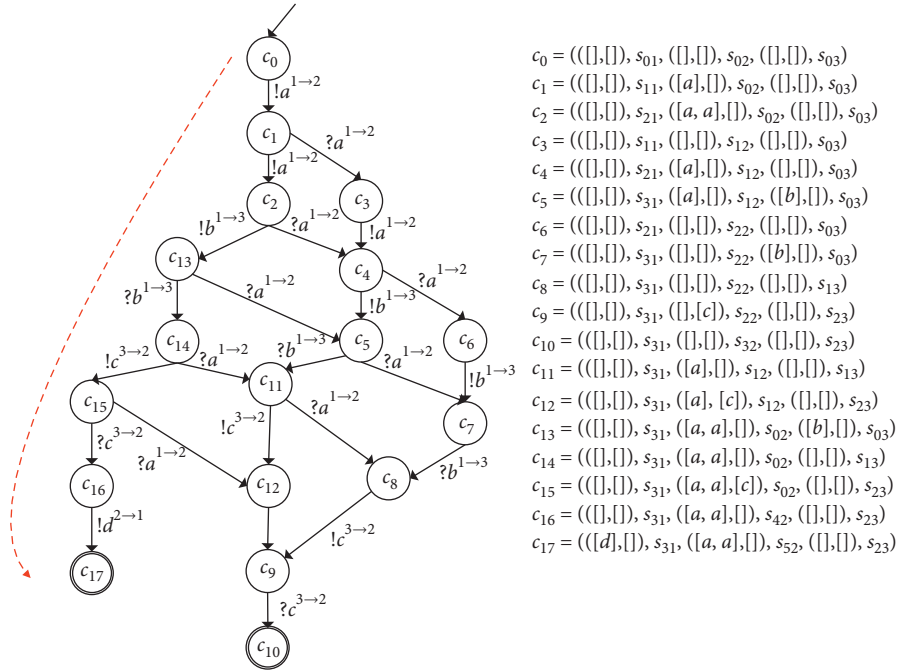 c₀
!a¹→²
c₁
?a¹→²
!a¹→²
c₂
c₃
!b¹→³
?a¹→²
!a¹→²
c₁₃
c₄
?a¹→²
?b¹→³
?a¹→²
!b¹→³
c₁₄
c₅
c₆
?b¹→³
!c³→²
?a¹→²
?a¹→²
!b¹→³
c₁₁
c₁₅
!c³→²
?a¹→²
c₇
?c³→²
?a¹→²
?b¹→³
c₁₆
c₁₂
c₈
!d²→¹
!c³→²
c₁₇
c₉
?c³→²
c₁₀
c₀ = (([],[]), s₀₁, ([],[]), s₀₂, ([],[]), s₀₃)
c₁ = (([],[]), s₁₁, ([a],[]), s₀₂, ([],[]), s₀₃)
c₂ = (([],[]), s₂₁, ([a, a],[]), s₀₂, ([],[]), s₀₃)
c₃ = (([],[]), s₁₁, ([],[]), s₁₂, ([],[]), s₀₃)
c₄ = (([],[]), s₂₁, ([a],[]), s₁₂, ([],[]), s₀₃)
c₅ = (([],[]), s₃₁, ([a],[]), s₁₂, ([b],[]), s₀₃)
c₆ = (([],[]), s₂₁, ([],[]), s₂₂, ([],[]), s₀₃)
c₇ = (([],[]), s₃₁, ([],[]), s₂₂, ([b],[]), s₀₃)
c₈ = (([],[]), s₃₁, ([],[]), s₂₂, ([],[]), s₁₃)
c₉ = (([],[]), s₃₁, ([],[c]), s₂₂, ([],[]), s₂₃)
c₁₀ = (([],[]), s₃₁, ([],[]), s₃₂, ([],[]), s₂₃)
c₁₁ = (([],[]), s₃₁, ([a],[]), s₁₂, ([],[]), s₁₃)
c₁₂ = (([],[]), s₃₁, ([a], [c]), s₁₂, ([],[]), s₂₃)
c₁₃ = (([],[]), s₃₁, ([a, a],[]), s₀₂, ([b],[]), s₀₃)
c₁₄ = (([],[]), s₃₁, ([a, a],[]), s₀₂, ([],[]), s₁₃)
c₁₅ = (([],[]), s₃₁, ([a, a],[c]), s₀₂, ([],[]), s₂₃)
c₁₆ = (([],[]), s₃₁, ([a, a],[]), s₄₂, ([],[]), s₂₃)
c₁₇ = (([d],[]), s₃₁, ([a, a],[]), s₅₂, ([],[]), s₂₃)